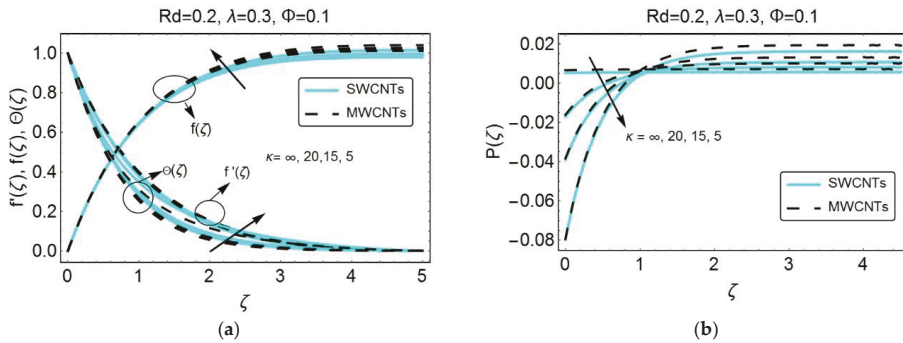 Rd=0.2, λ=0.3, Φ=0.1
f'(ζ), f(ζ), Θ(ζ)
1.0
0.8
0.6
0.4
0.2
0.0
SWCNTs
MWCNTs
f(ζ)
κ= ∞, 20,15, 5
Θ(ζ)
f '(ζ)
0 1 2 3 4 5
ζ
(a)
Rd=0.2, λ=0.3, Φ=0.1
P(ζ)
0.02
0.00
−0.02
−0.04
−0.06
−0.08
κ = ∞, 20, 15, 5
SWCNTs
MWCNTs
0 1 2 3 4
ζ
(b)